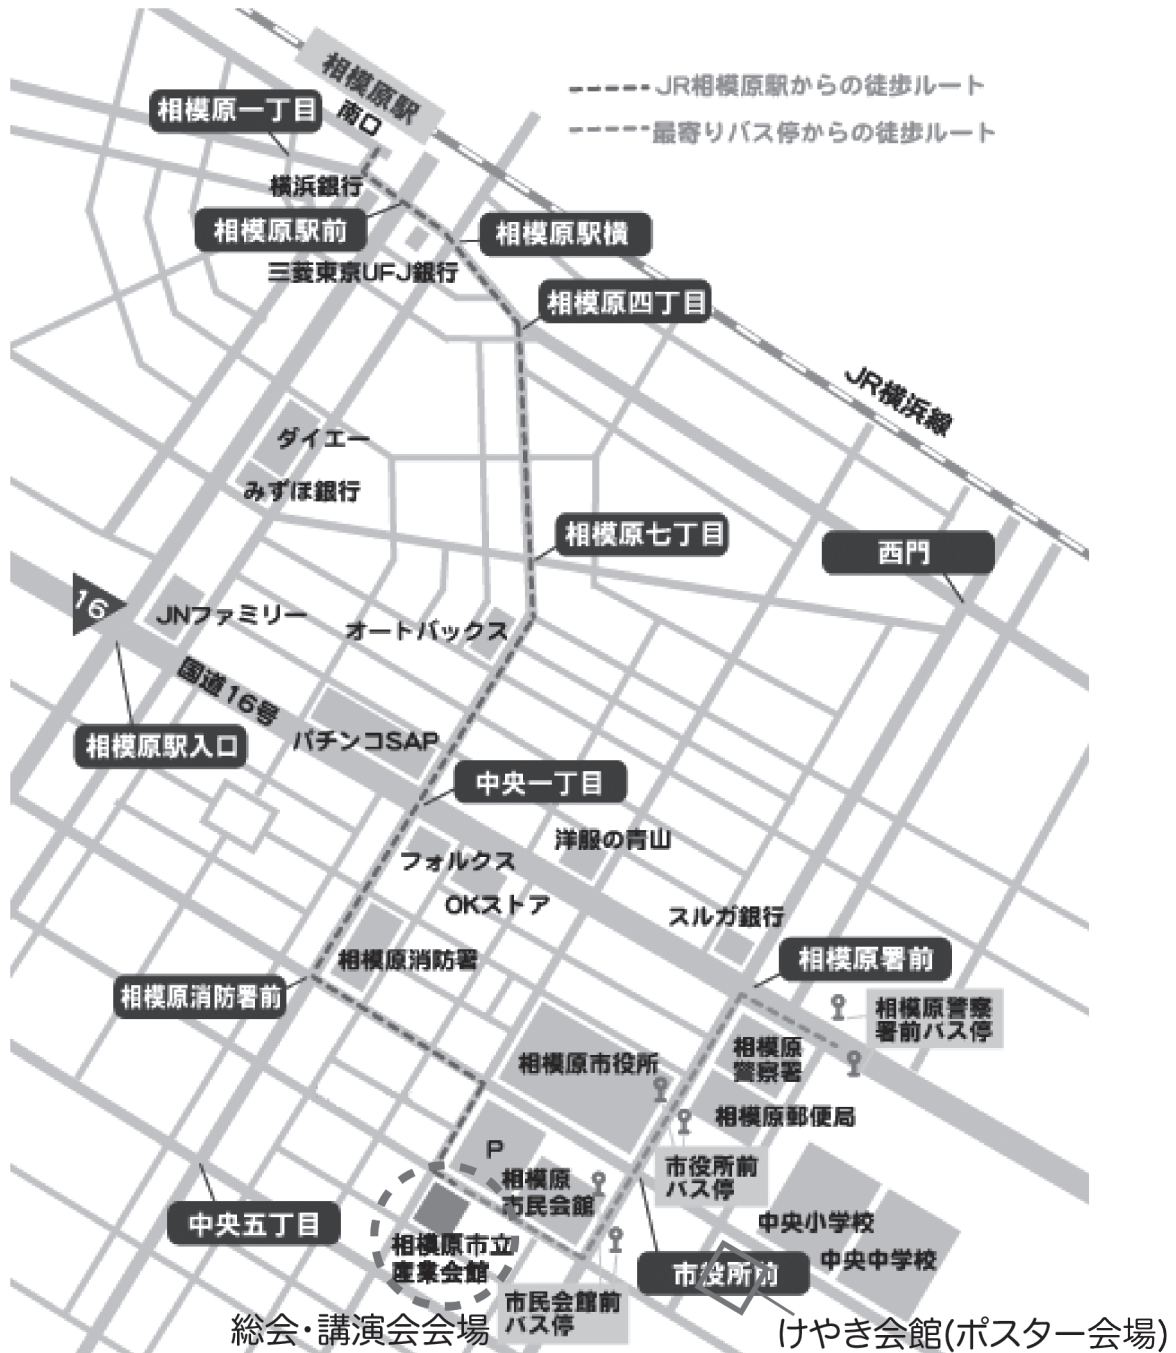 相模原駅
南口
JR相模原駅からの徒歩ルート
最寄りバス停からの徒歩ルート
相模原一丁目
横浜銀行
相模原駅前
相模原駅横
三菱東京UFJ銀行
相模原四丁目
JR横浜線
ダイエー
みずほ銀行
相模原七丁目
西門
16
JNファミリー
オートバックス
国道16号
相模原駅入口
パチンコSAP
中央一丁目
洋服の青山
フォルクス
OKストア
スルガ銀行
相模原消防署
相模原署前
相模原消防署前
相模原警察
署前バス停
相模原市役所
相模原
警察署
相模原郵便局
P
相模原
市民会館
市役所前
バス停
中央五丁目
中央小学校
中央中学校
相模原市立
産業会館
市役所前
市民会館前
バス停
総会・講演会会場
けやき会館(ポスター会場)